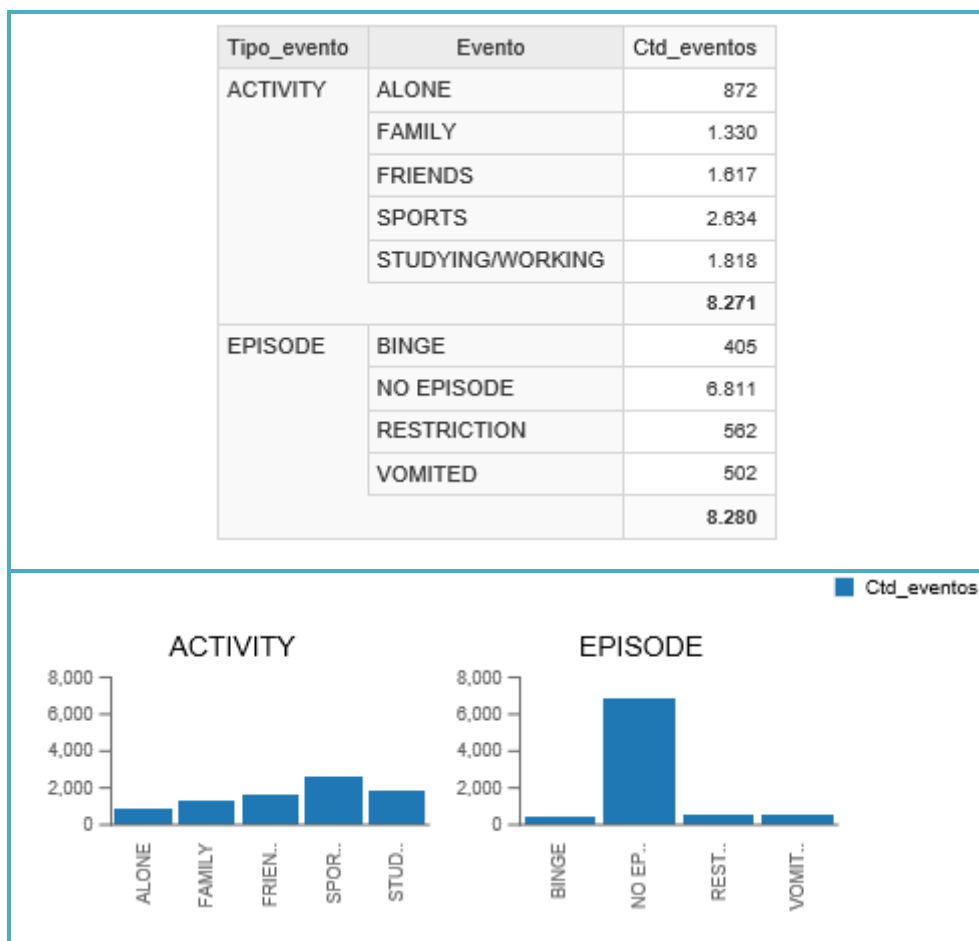 Tipo_evento Evento Ctd_eventos
ACTIVITY ALONE 872
FAMILY 1.330
FRIENDS 1.617
SPORTS 2.634
STUDYING/WORKING 1.818
8.271
EPISODE BINGE 405
NO EPISODE 6.811
RESTRICTION 562
VOMITED 502
8.280
Ctd_eventos
ACTIVITY EPISODE
8,000 8,000
6,000 6,000
4,000 4,000
2,000 2,000
0 0
ALONE FAMILY FRIEN.. SPOR.. STUD.. BINGE NO EP.. REST.. VOMIT..